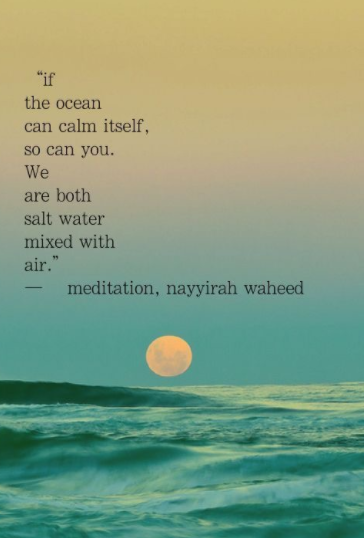 “if
the ocean
can calm itself,
so can you.
We
are both
salt water
mixed with
air.”
— meditation, nayyirah waheed